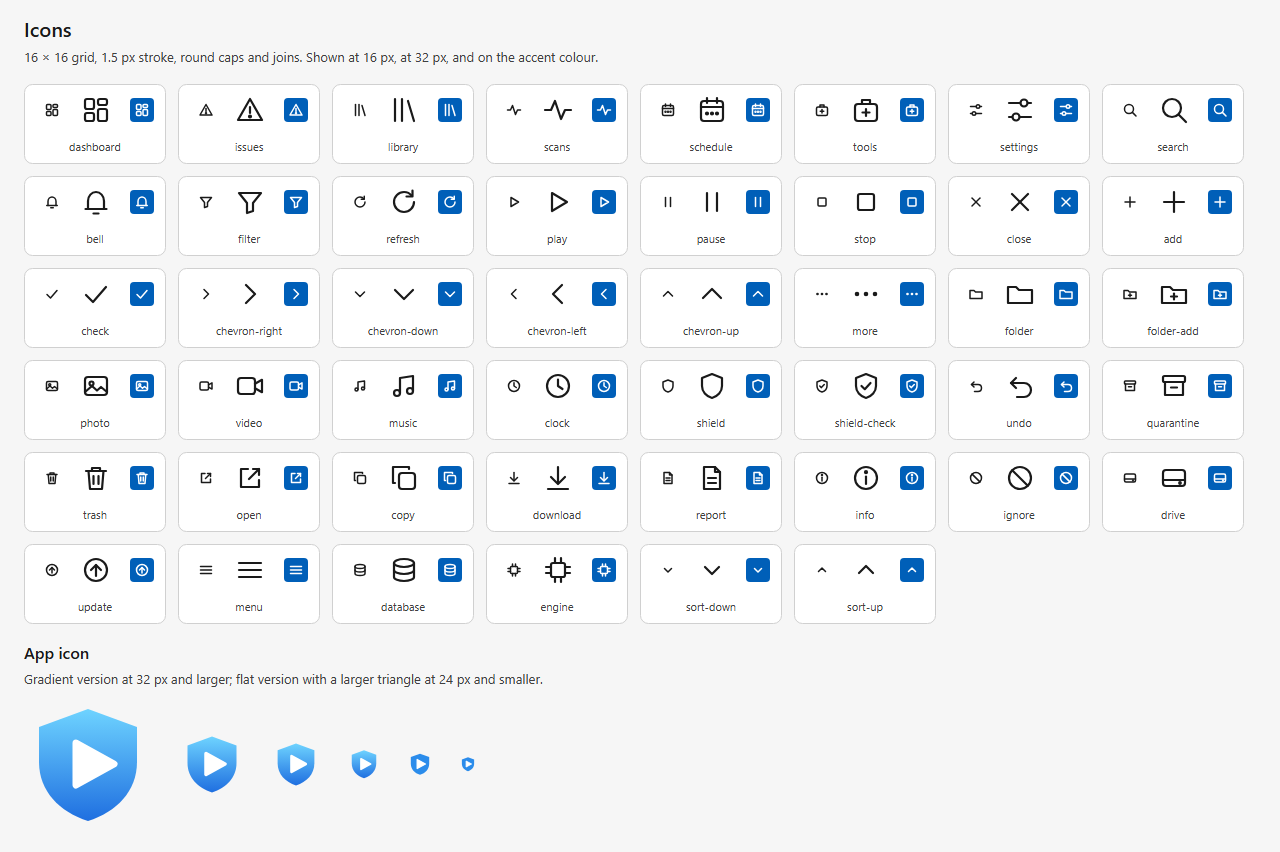 Icons
16 × 16 grid, 1.5 px stroke, round caps and joins. Shown at 16 px, at 32 px, and on the accent colour.
dashboard issues library scans schedule tools settings search
bell filter refresh play pause stop close add
check chevron-right chevron-down chevron-left chevron-up more folder folder-add
photo video music clock shield shield-check undo quarantine
trash open copy download report info ignore drive
update menu database engine sort-down sort-up
App icon
Gradient version at 32 px and larger; flat version with a larger triangle at 24 px and smaller.